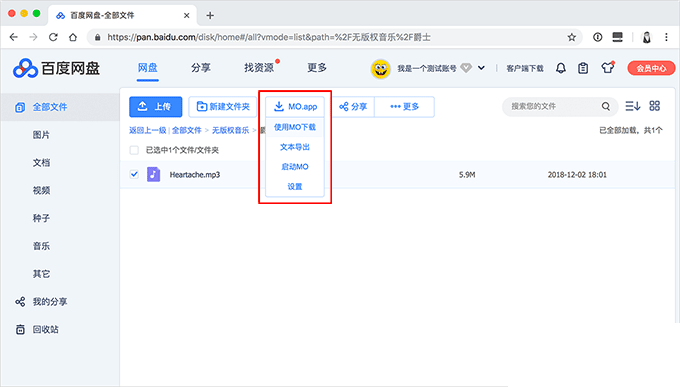 百度网盘-全部文件
https://pan.baidu.com/disk/home#/all?vmode=list&path=%2F无版权音乐%2F爵士
百度网盘 网盘 分享 找资源 更多 我是一个测试账号 客户端下载 会员中心
全部文件 上传 新建文件夹 MO.app 分享 更多 搜索您的文件
图片 返回上一级 | 全部文件 > 无版权音乐 > 使用MO下载 已全部加载，共1个
文档 已选中1个文件/文件夹 文本导出
视频 Heartache.mp3 启动MO 5.9M 2018-12-02 18:01
设置
种子
音乐
其它
我的分享
回收站